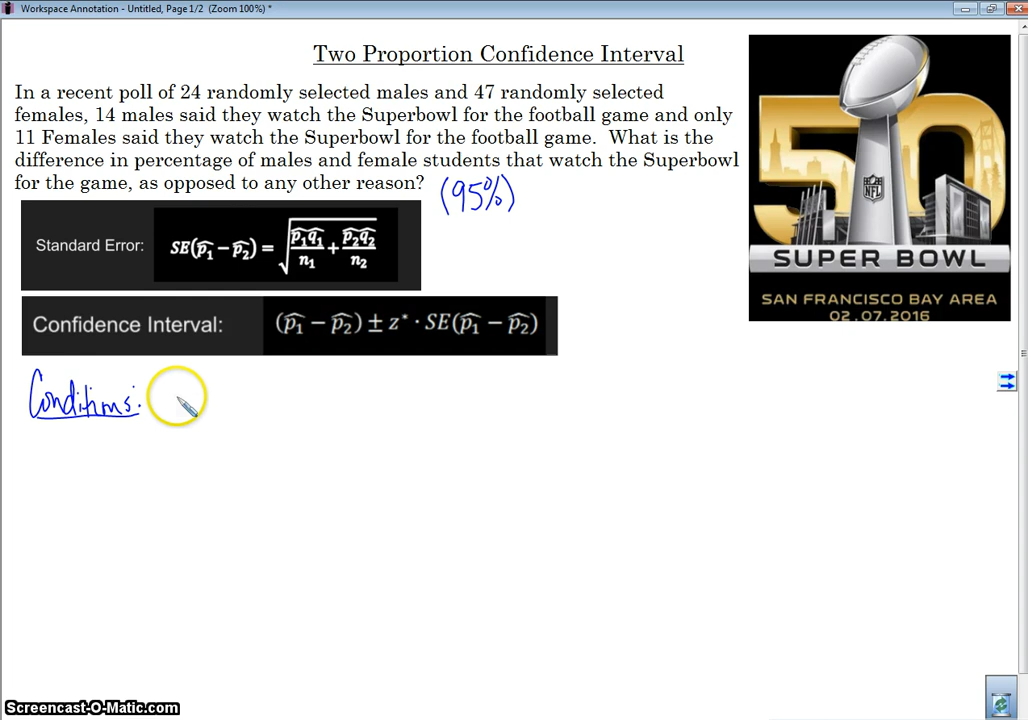 Workspace Annotation - Untitled, Page 1/2 (Zoom 100%) *
Two Proportion Confidence Interval
In a recent poll of 24 randomly selected males and 47 randomly selected
females, 14 males said they watch the Superbowl for the football game and only
11 Females said they watch the Superbowl for the football game. What is the
difference in percentage of males and female students that watch the Superbowl
for the game, as opposed to any other reason? (95%)
Standard Error: SE(p̂₁ − p̂₂) = √(p̂₁q̂₁/n₁ + p̂₂q̂₂/n₂)
Confidence Interval: (p̂₁ − p̂₂) ± z* · SE(p̂₁ − p̂₂)
Conditions:
50
NFL
SUPER BOWL
SAN FRANCISCO BAY AREA
02.07.2016
Screencast-O-Matic.com